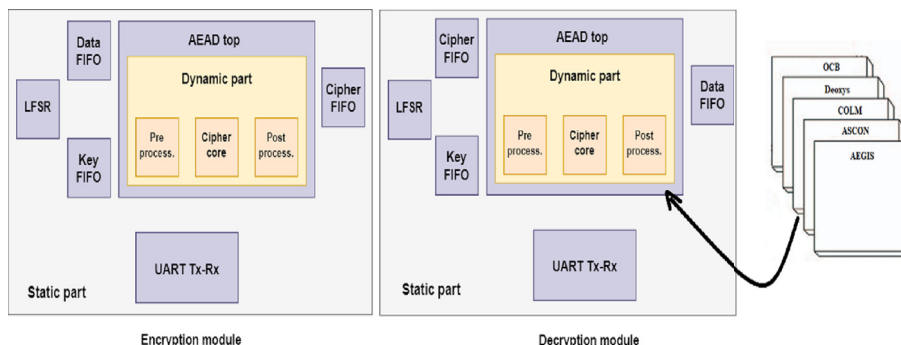 Data
FIFO
LFSR
Key
FIFO
AEAD top
Dynamic part
Pre
process.
Cipher
core
Post
process.
Cipher
FIFO
UART Tx-Rx
Static part
Encryption module
Cipher
FIFO
LFSR
Key
FIFO
AEAD top
Dynamic part
Pre
process.
Cipher
core
Post
process.
Data
FIFO
UART Tx-Rx
Static part
Decryption module
OCB
Deoxys
COLM
ASCON
AEGIS